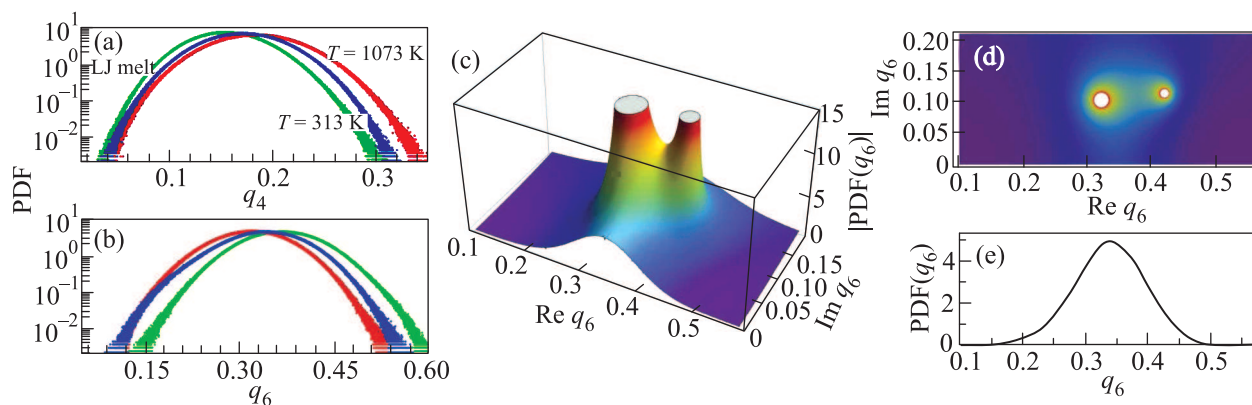 PDF
(a)
10¹
10⁰
10⁻¹
10⁻²
LJ melt
T = 1073 K
T = 313 K
0.1 0.2 0.3
q₄
(b)
10¹
10⁰
10⁻¹
10⁻²
0.15 0.30 0.45 0.60
q₆
(c)
15
10
5
0
|PDF(q₆)|
0.1 0.2 0.3 0.4 0.5
Re q₆
0.15
0.10
0.05
0
Im q₆
(d)
0.20
0.15
0.10
0.05
0
Im q₆
0.1 0.2 0.3 0.4 0.5
Re q₆
(e)
4
2
0
PDF(q₆)
0.1 0.2 0.3 0.4 0.5
q₆